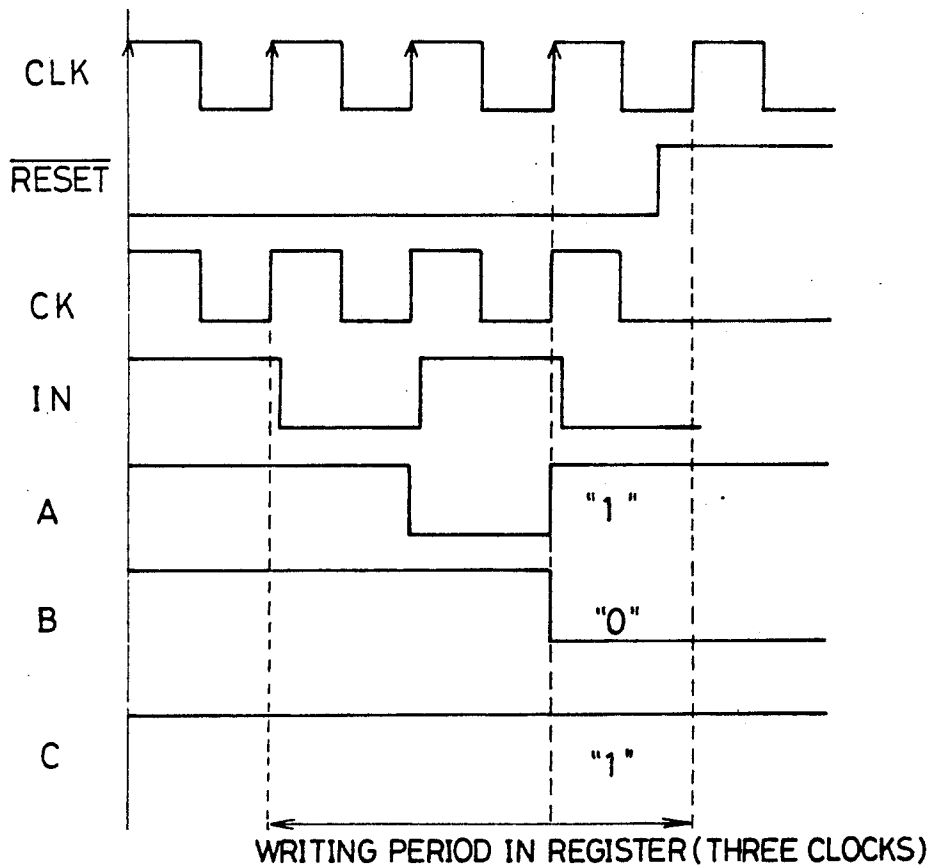 CLK
RESET
CK
IN
A "1"
B "0"
C "1"
WRITING PERIOD IN REGISTER (THREE CLOCKS)